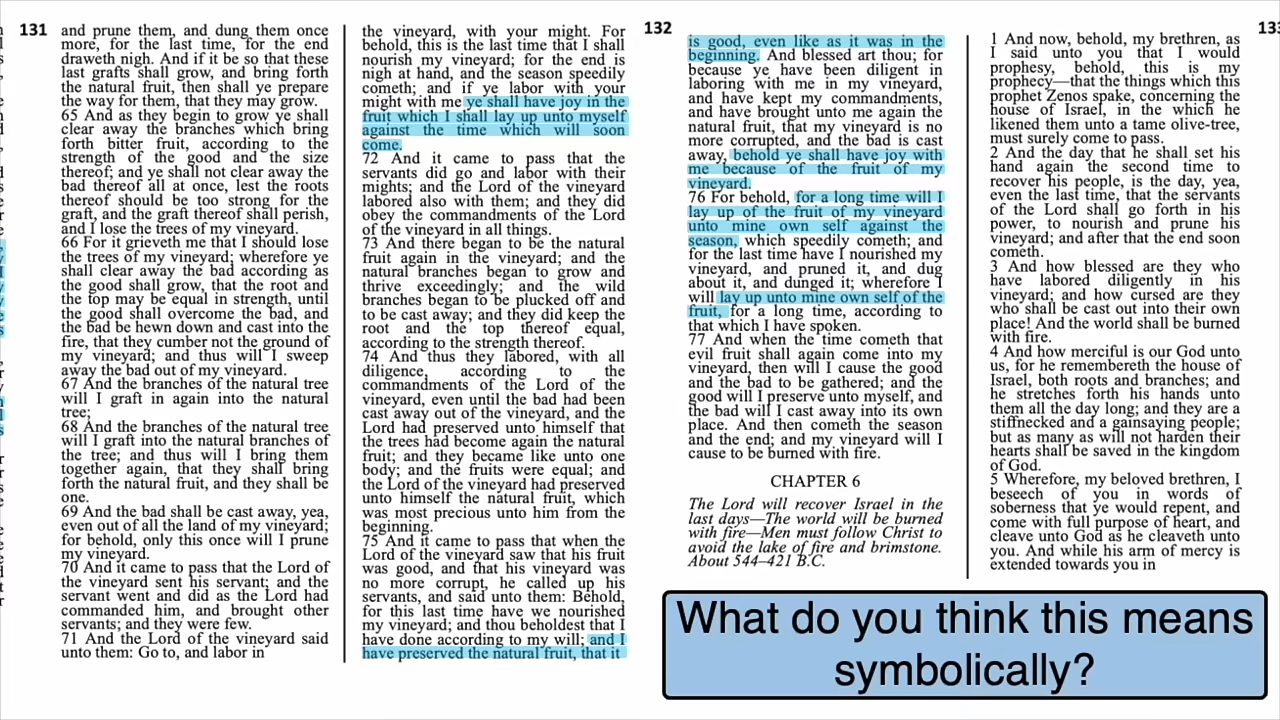 131
and prune them, and dung them once
more, for the last time, for the end
draweth nigh. And if it be so that these
last grafts shall grow, and bring forth
the natural fruit, then shall ye prepare
the way for them, that they may grow.
65 And as they begin to grow ye shall
clear away the branches which bring
forth bitter fruit, according to the
strength of the good and the size
thereof; and ye shall not clear away the
bad thereof all at once, lest the roots
thereof should be too strong for the
graft, and the graft thereof shall perish,
and I lose the trees of my vineyard.
66 For it grieveth me that I should lose
the trees of my vineyard; wherefore ye
shall clear away the bad according as
the good shall grow, that the root and
the top may be equal in strength, until
the good shall overcome the bad, and
the bad be hewn down and cast into the
fire, that they cumber not the ground of
my vineyard; and thus will I sweep
away the bad out of my vineyard.
67 And the branches of the natural tree
will I graft in again into the natural
tree;
68 And the branches of the natural tree
will I graft into the natural branches of
the tree; and thus will I bring them
together again, that they shall bring
forth the natural fruit, and they shall be
one.
69 And the bad shall be cast away, yea,
even out of all the land of my vineyard;
for behold, only this once will I prune
my vineyard.
70 And it came to pass that the Lord of
the vineyard sent his servant; and the
servant went and did as the Lord had
commanded him, and brought other
servants; and they were few.
71 And the Lord of the vineyard said
unto them: Go to, and labor in
the vineyard, with your might. For
behold, this is the last time that I shall
nourish my vineyard; for the end is
nigh at hand, and the season speedily
cometh; and if ye labor with your
might with me ye shall have joy in the
fruit which I shall lay up unto myself
against the time which will soon
come.
72 And it came to pass that the
servants did go and labor with their
mights; and the Lord of the vineyard
labored also with them; and they did
obey the commandments of the Lord
of the vineyard in all things.
73 And there began to be the natural
fruit again in the vineyard; and the
natural branches began to grow and
thrive exceedingly; and the wild
branches began to be plucked off and
to be cast away; and they did keep the
root and the top thereof equal,
according to the strength thereof.
74 And thus they labored, with all
diligence, according to the
commandments of the Lord of the
vineyard, even until the bad had been
cast away out of the vineyard, and the
Lord had preserved unto himself that
the trees had become again the natural
fruit; and they became like unto one
body; and the fruits were equal; and
the Lord of the vineyard had preserved
unto himself the natural fruit, which
was most precious unto him from the
beginning.
75 And it came to pass that when the
Lord of the vineyard saw that his fruit
was good, and that his vineyard was
no more corrupt, he called up his
servants, and said unto them: Behold,
for this last time have we nourished
my vineyard; and thou beholdest that I
have done according to my will; and I
have preserved the natural fruit, that it
132
is good, even like as it was in the
beginning. And blessed art thou; for
because ye have been diligent in
laboring with me in my vineyard,
and have kept my commandments,
and have brought unto me again the
natural fruit, that my vineyard is no
more corrupted, and the bad is cast
away, behold ye shall have joy with
me because of the fruit of my
vineyard.
76 For behold, for a long time will I
lay up of the fruit of my vineyard
unto mine own self against the
season, which speedily cometh; and
for the last time have I nourished my
vineyard, and pruned it, and dug
about it, and dunged it; wherefore I
will lay up unto mine own self of the
fruit, for a long time, according to
that which I have spoken.
77 And when the time cometh that
evil fruit shall again come into my
vineyard, then will I cause the good
and the bad to be gathered; and the
good will I preserve unto myself, and
the bad will I cast away into its own
place. And then cometh the season
and the end; and my vineyard will I
cause to be burned with fire.
CHAPTER 6
The Lord will recover Israel in the
last days—The world will be burned
with fire—Men must follow Christ to
avoid the lake of fire and brimstone.
About 544–421 B.C.
1 And now, behold, my brethren, as
I said unto you that I would
prophesy, behold, this is my
prophecy—that the things which this
prophet Zenos spake, concerning the
house of Israel, in the which he
likened them unto a tame olive-tree,
must surely come to pass.
2 And the day that he shall set his
hand again the second time to
recover his people, is the day, yea,
even the last time, that the servants
of the Lord shall go forth in his
power, to nourish and prune his
vineyard; and after that the end soon
cometh.
3 And how blessed are they who
have labored diligently in his
vineyard; and how cursed are they
who shall be cast out into their own
place! And the world shall be burned
with fire.
4 And how merciful is our God unto
us, for he remembereth the house of
Israel, both roots and branches; and
he stretches forth his hands unto
them all the day long; and they are a
stiffnecked and a gainsaying people;
but as many as will not harden their
hearts shall be saved in the kingdom
of God.
5 Wherefore, my beloved brethren, I
beseech of you in words of
soberness that ye would repent, and
come with full purpose of heart, and
cleave unto God as he cleaveth unto
you. And while his arm of mercy is
extended towards you in
What do you think this means
symbolically?